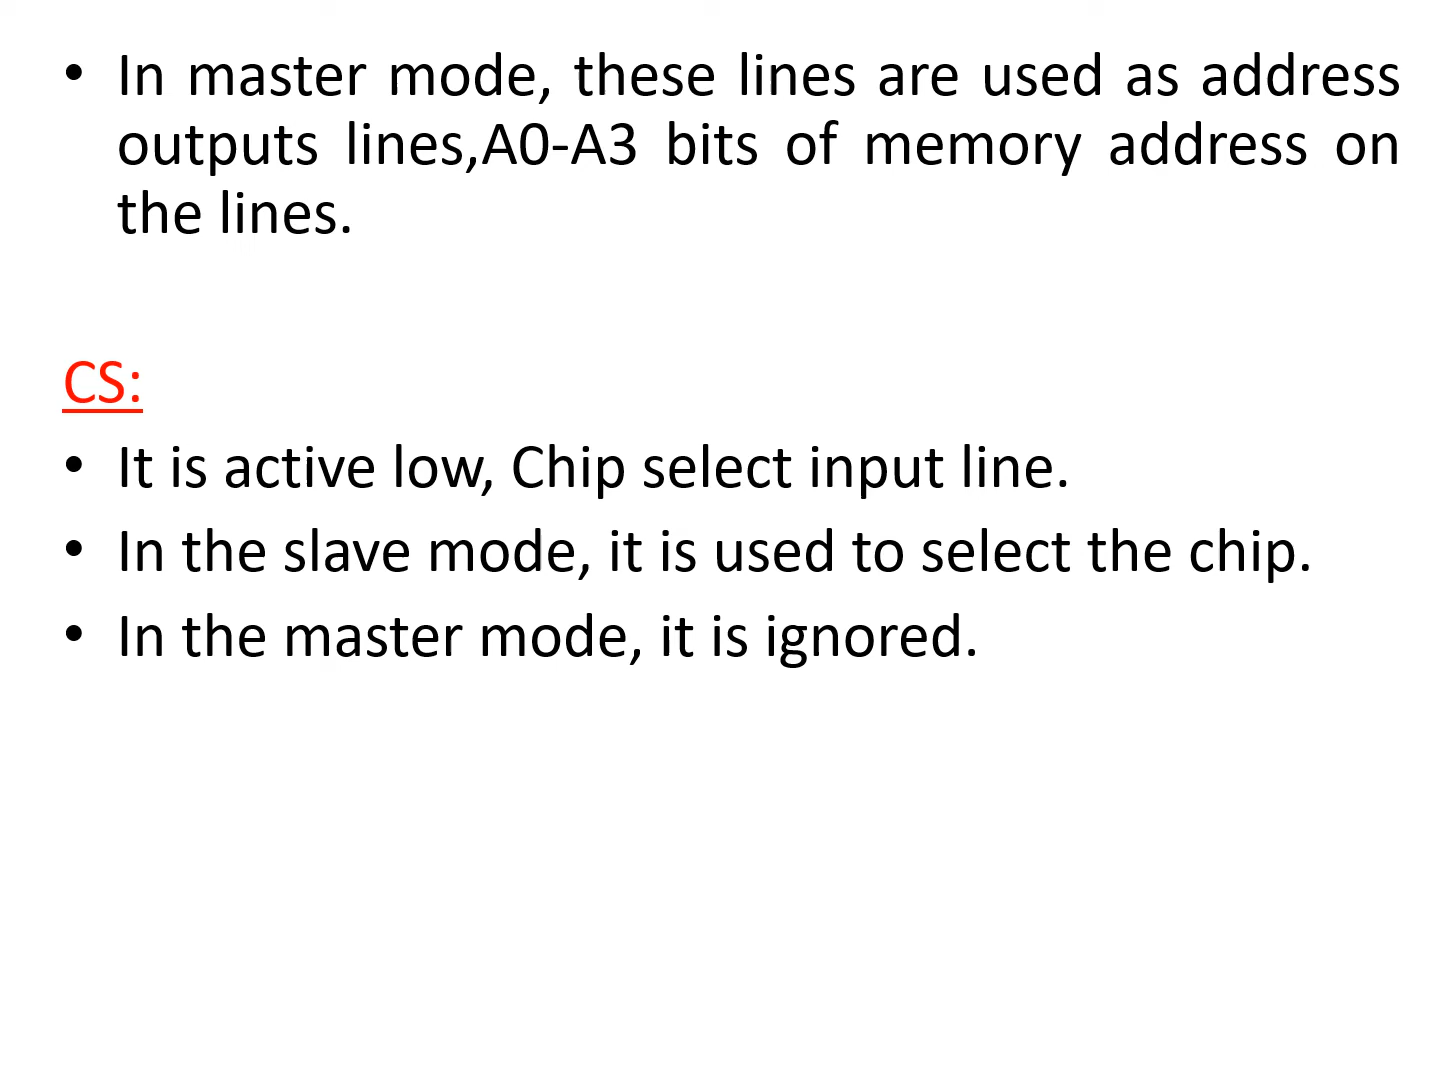 • In master mode, these lines are used as address
outputs lines,A0-A3 bits of memory address on
the lines.
CS:
• It is active low, Chip select input line.
• In the slave mode, it is used to select the chip.
• In the master mode, it is ignored.